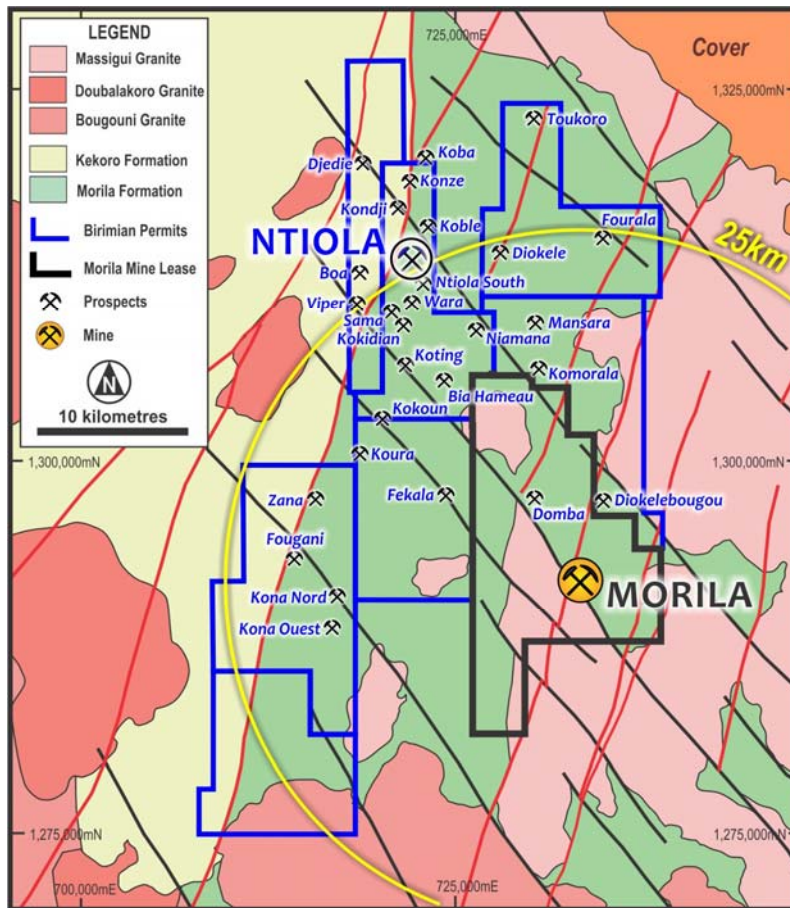 725,000mE
LEGEND
Massigui Granite
Doubalakoro Granite
Bougouni Granite
Kekoro Formation
Morila Formation
Birimian Permits
Morila Mine Lease
Prospects
Mine
N
10 kilometres
Cover
1,325,000mN
Toukoro
Djedie
Koba
Konze
Kondji
Koble
Fourala
25km
NTIOLA
Diokele
Boa
Ntiola South
Viper
Wara
Sama
Kokidian
Niamana
Mansara
Koting
Komorala
Bia Hameau
Kokoun
1,300,000mN
Koura
1,300,000mN
Zana
Fekala
Domba
Diokelebougou
Fougani
MORILA
Kona Nord
Kona Ouest
1,275,000mN
1,275,000mN
700,000mE
725,000mE